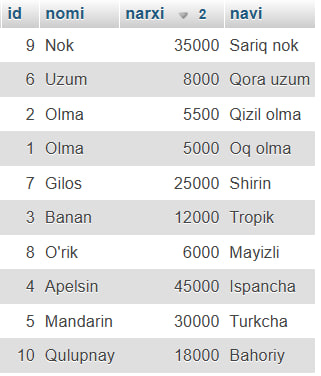 id nomi narxi 2 navi
9 Nok 35000 Sariq nok
6 Uzum 8000 Qora uzum
2 Olma 5500 Qizil olma
1 Olma 5000 Oq olma
7 Gilos 25000 Shirin
3 Banan 12000 Tropik
8 O'rik 6000 Mayizli
4 Apelsin 45000 Ispancha
5 Mandarin 30000 Turkcha
10 Qulupnay 18000 Bahoriy